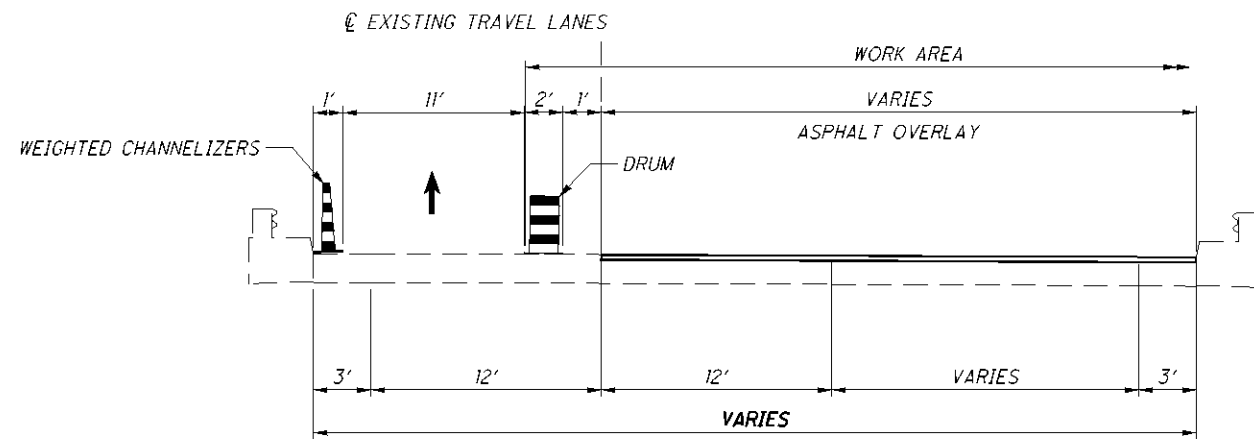 ℄ EXISTING TRAVEL LANES
WORK AREA
1' 11' 2' 1' VARIES
ASPHALT OVERLAY
WEIGHTED CHANNELIZERS
DRUM
3' 12' 12' VARIES 3'
VARIES